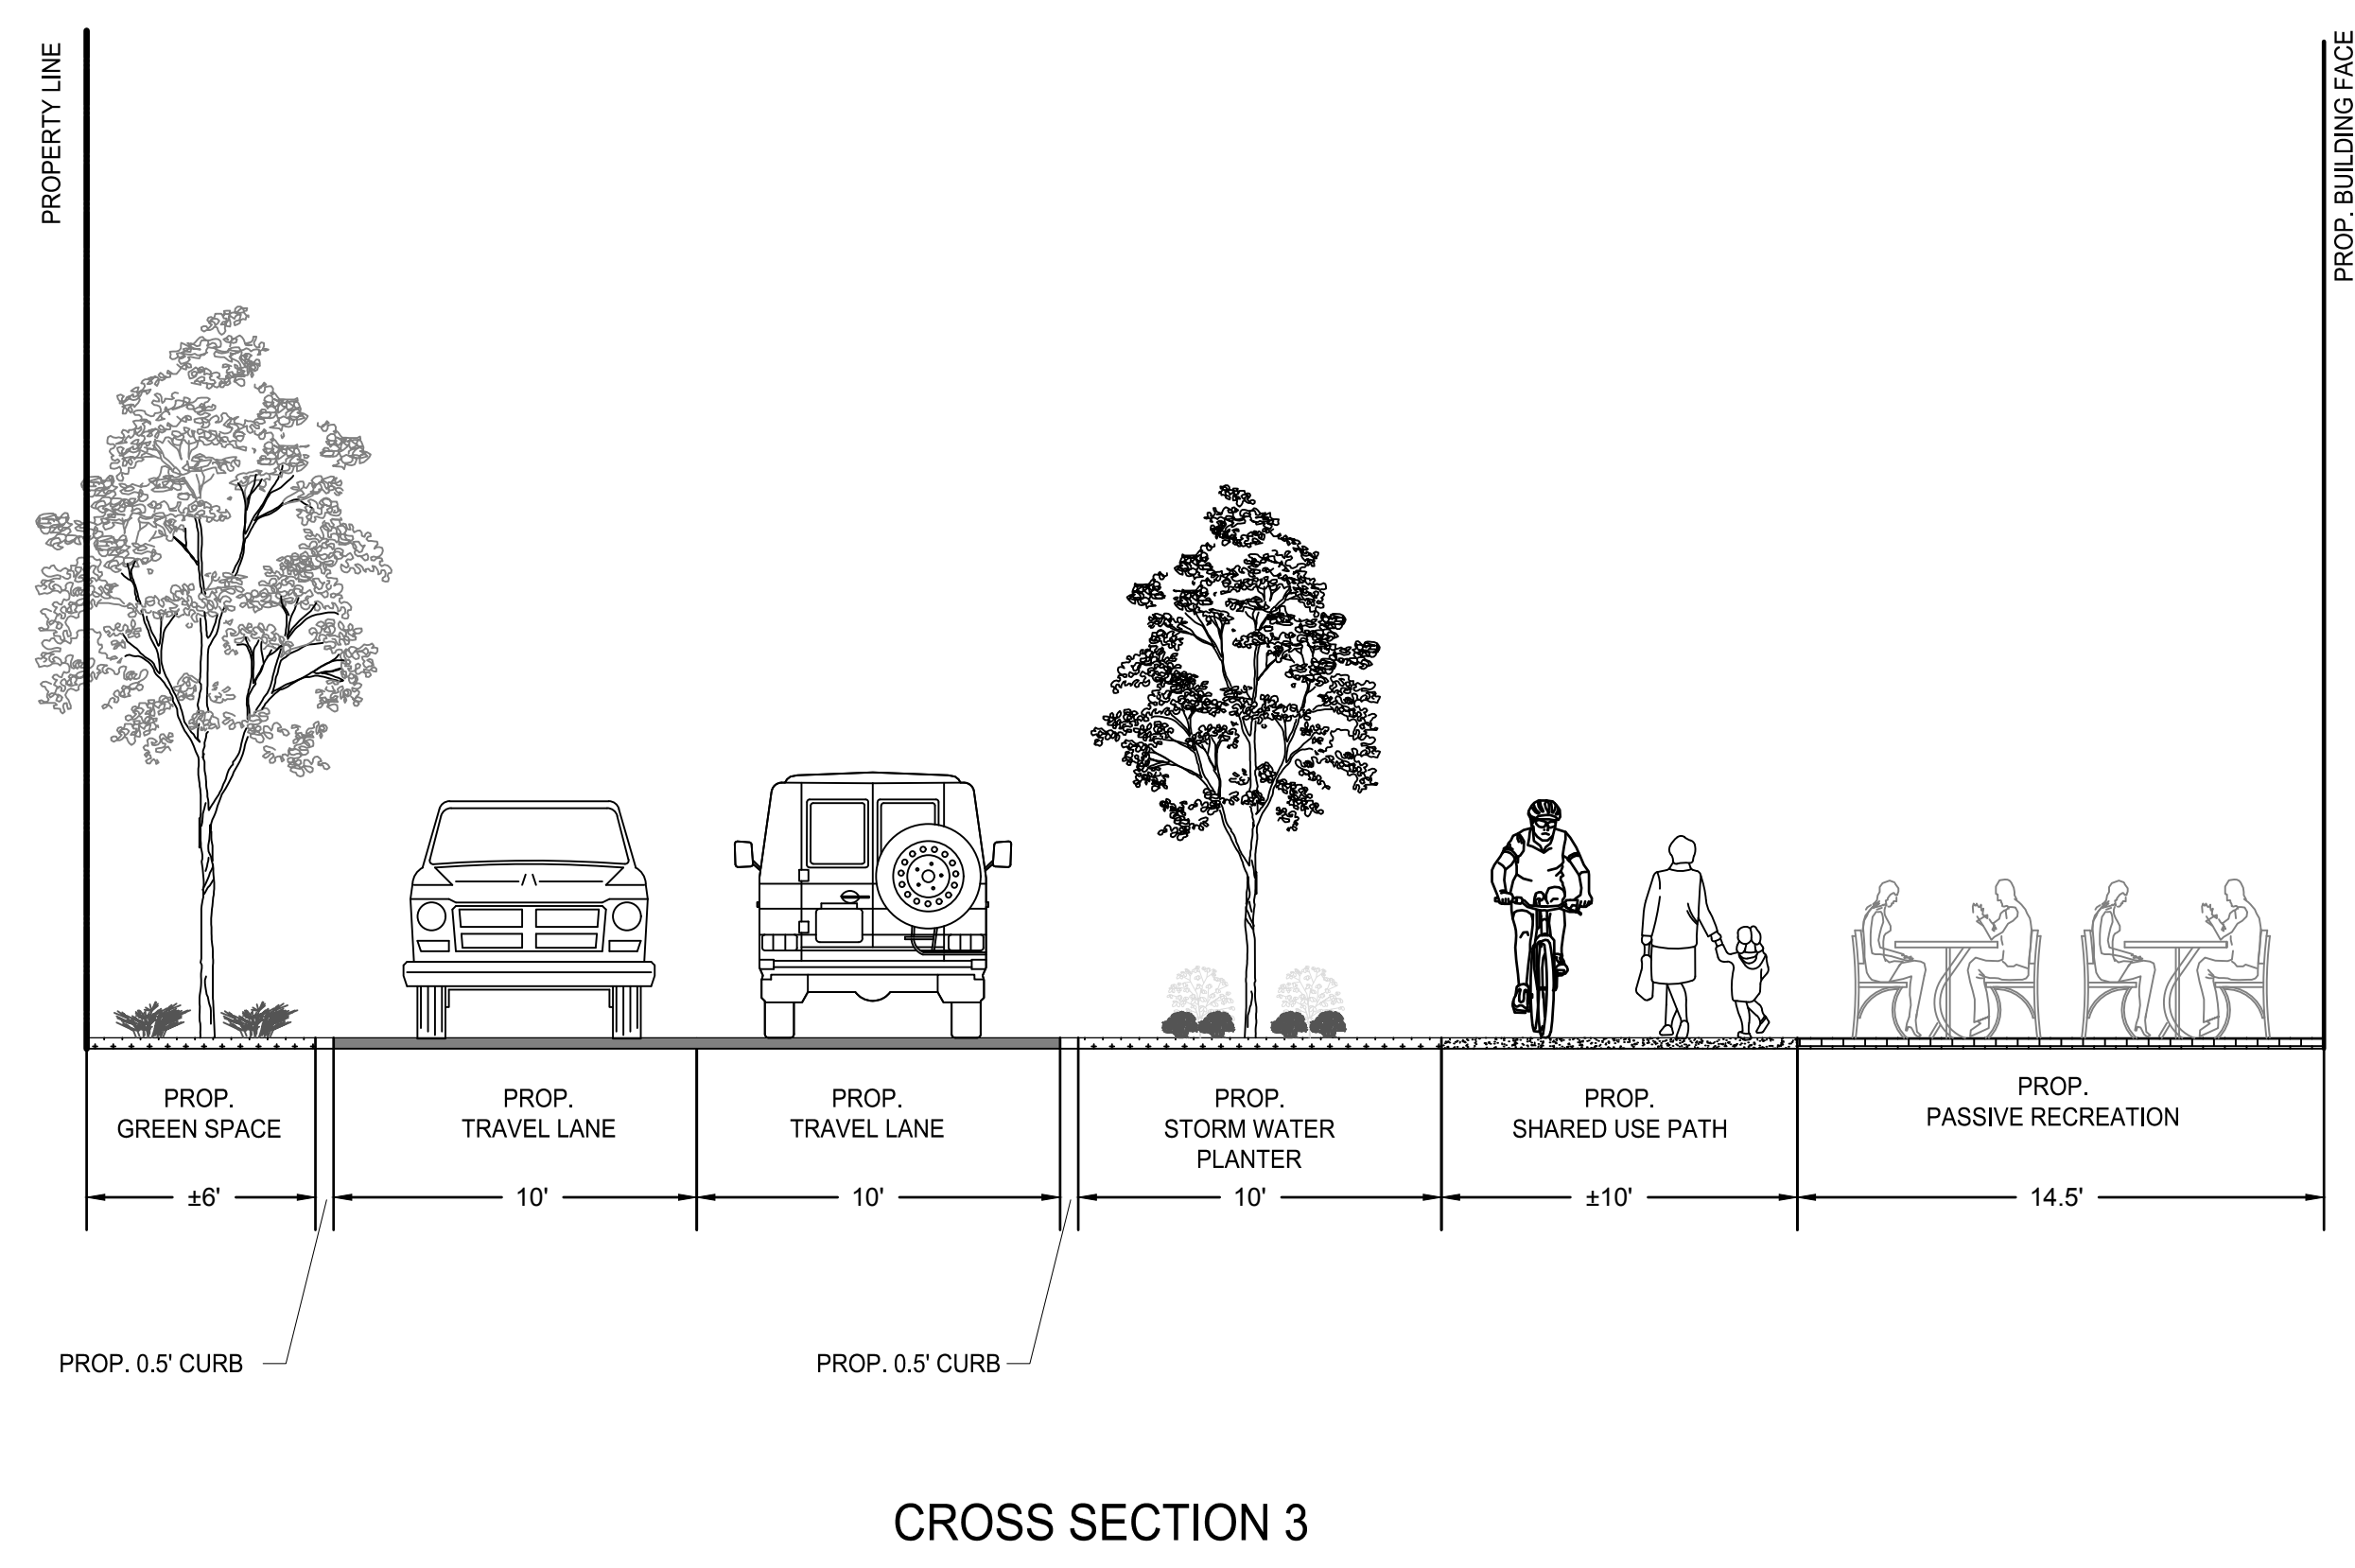 PROPERTY LINE
PROP. BUILDING FACE
PROP.
GREEN SPACE
±6'
PROP.
TRAVEL LANE
10'
PROP.
TRAVEL LANE
10'
PROP.
STORM WATER
PLANTER
10'
PROP.
SHARED USE PATH
±10'
PROP.
PASSIVE RECREATION
14.5'
PROP. 0.5' CURB
PROP. 0.5' CURB
CROSS SECTION 3